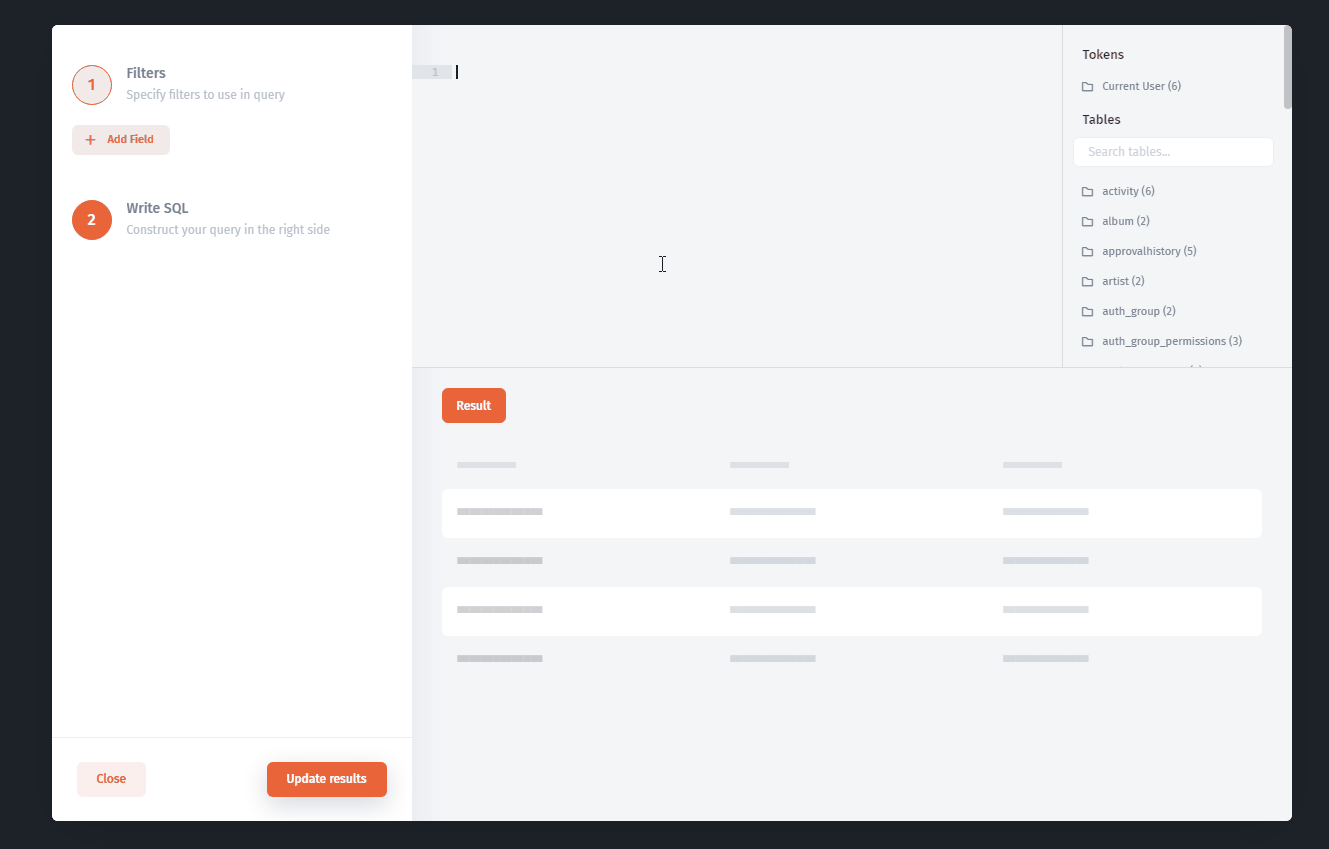 1
Filters
Specify filters to use in query
+ Add Field
2
Write SQL
Construct your query in the right side
Close
Update results
1
Tokens
Current User (6)
Tables
Search tables...
activity (6)
album (2)
approvalhistory (5)
artist (2)
auth_group (2)
auth_group_permissions (3)
Result